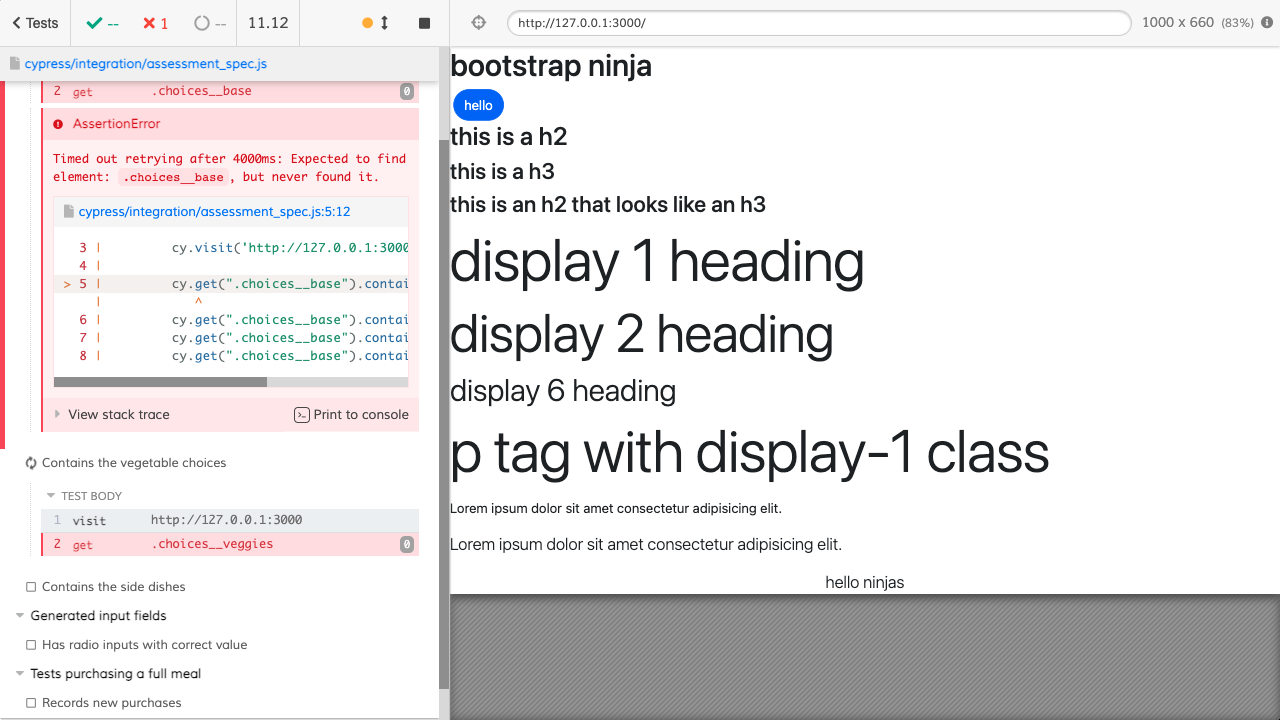 Tests
--
1
--
11.12
cypress/integration/assessment_spec.js
2 get .choices__base 0
AssertionError
Timed out retrying after 4000ms: Expected to find
element: .choices__base, but never found it.
cypress/integration/assessment_spec.js:5:12
3 | cy.visit('http://127.0.0.1:3000
4 |
> 5 | cy.get(".choices__base").contai
| ^
6 | cy.get(".choices__base").contai
7 | cy.get(".choices__base").contai
8 | cy.get(".choices__base").contai
View stack trace
Print to console
Contains the vegetable choices
TEST BODY
1 visit http://127.0.0.1:3000
2 get .choices__veggies 0
Contains the side dishes
Generated input fields
Has radio inputs with correct value
Tests purchasing a full meal
Records new purchases
http://127.0.0.1:3000/
1000 x 660 (83%)
bootstrap ninja
hello
this is a h2
this is a h3
this is an h2 that looks like an h3
display 1 heading
display 2 heading
display 6 heading
p tag with display-1 class
Lorem ipsum dolor sit amet consectetur adipisicing elit.
Lorem ipsum dolor sit amet consectetur adipisicing elit.
hello ninjas